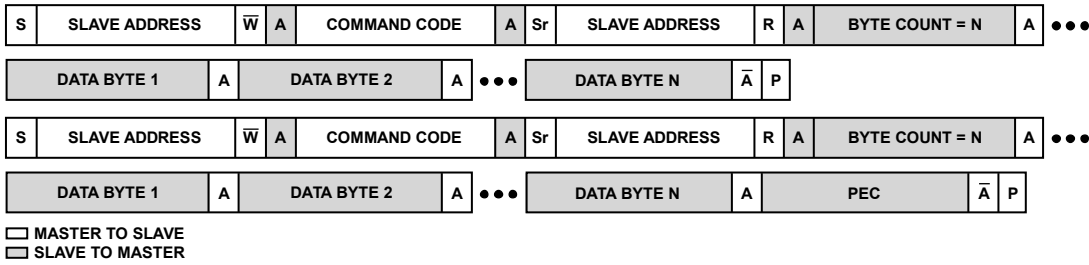 S SLAVE ADDRESS W̅ A COMMAND CODE A Sr SLAVE ADDRESS R A BYTE COUNT = N A •••
DATA BYTE 1 A DATA BYTE 2 A ••• DATA BYTE N A̅ P
S SLAVE ADDRESS W̅ A COMMAND CODE A Sr SLAVE ADDRESS R A BYTE COUNT = N A •••
DATA BYTE 1 A DATA BYTE 2 A ••• DATA BYTE N A PEC A̅ P
MASTER TO SLAVE
SLAVE TO MASTER